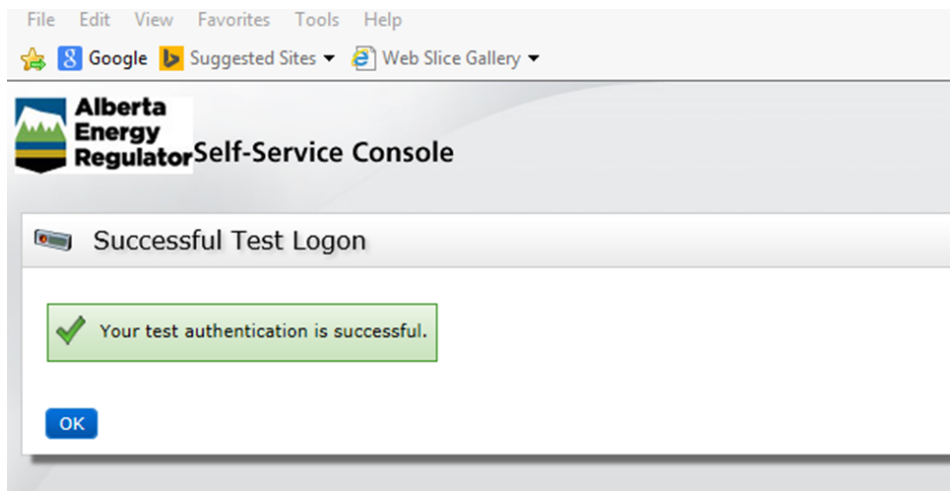 File Edit View Favorites Tools Help
Google Suggested Sites Web Slice Gallery
Alberta
Energy
Regulator Self-Service Console
Successful Test Logon
Your test authentication is successful.
OK